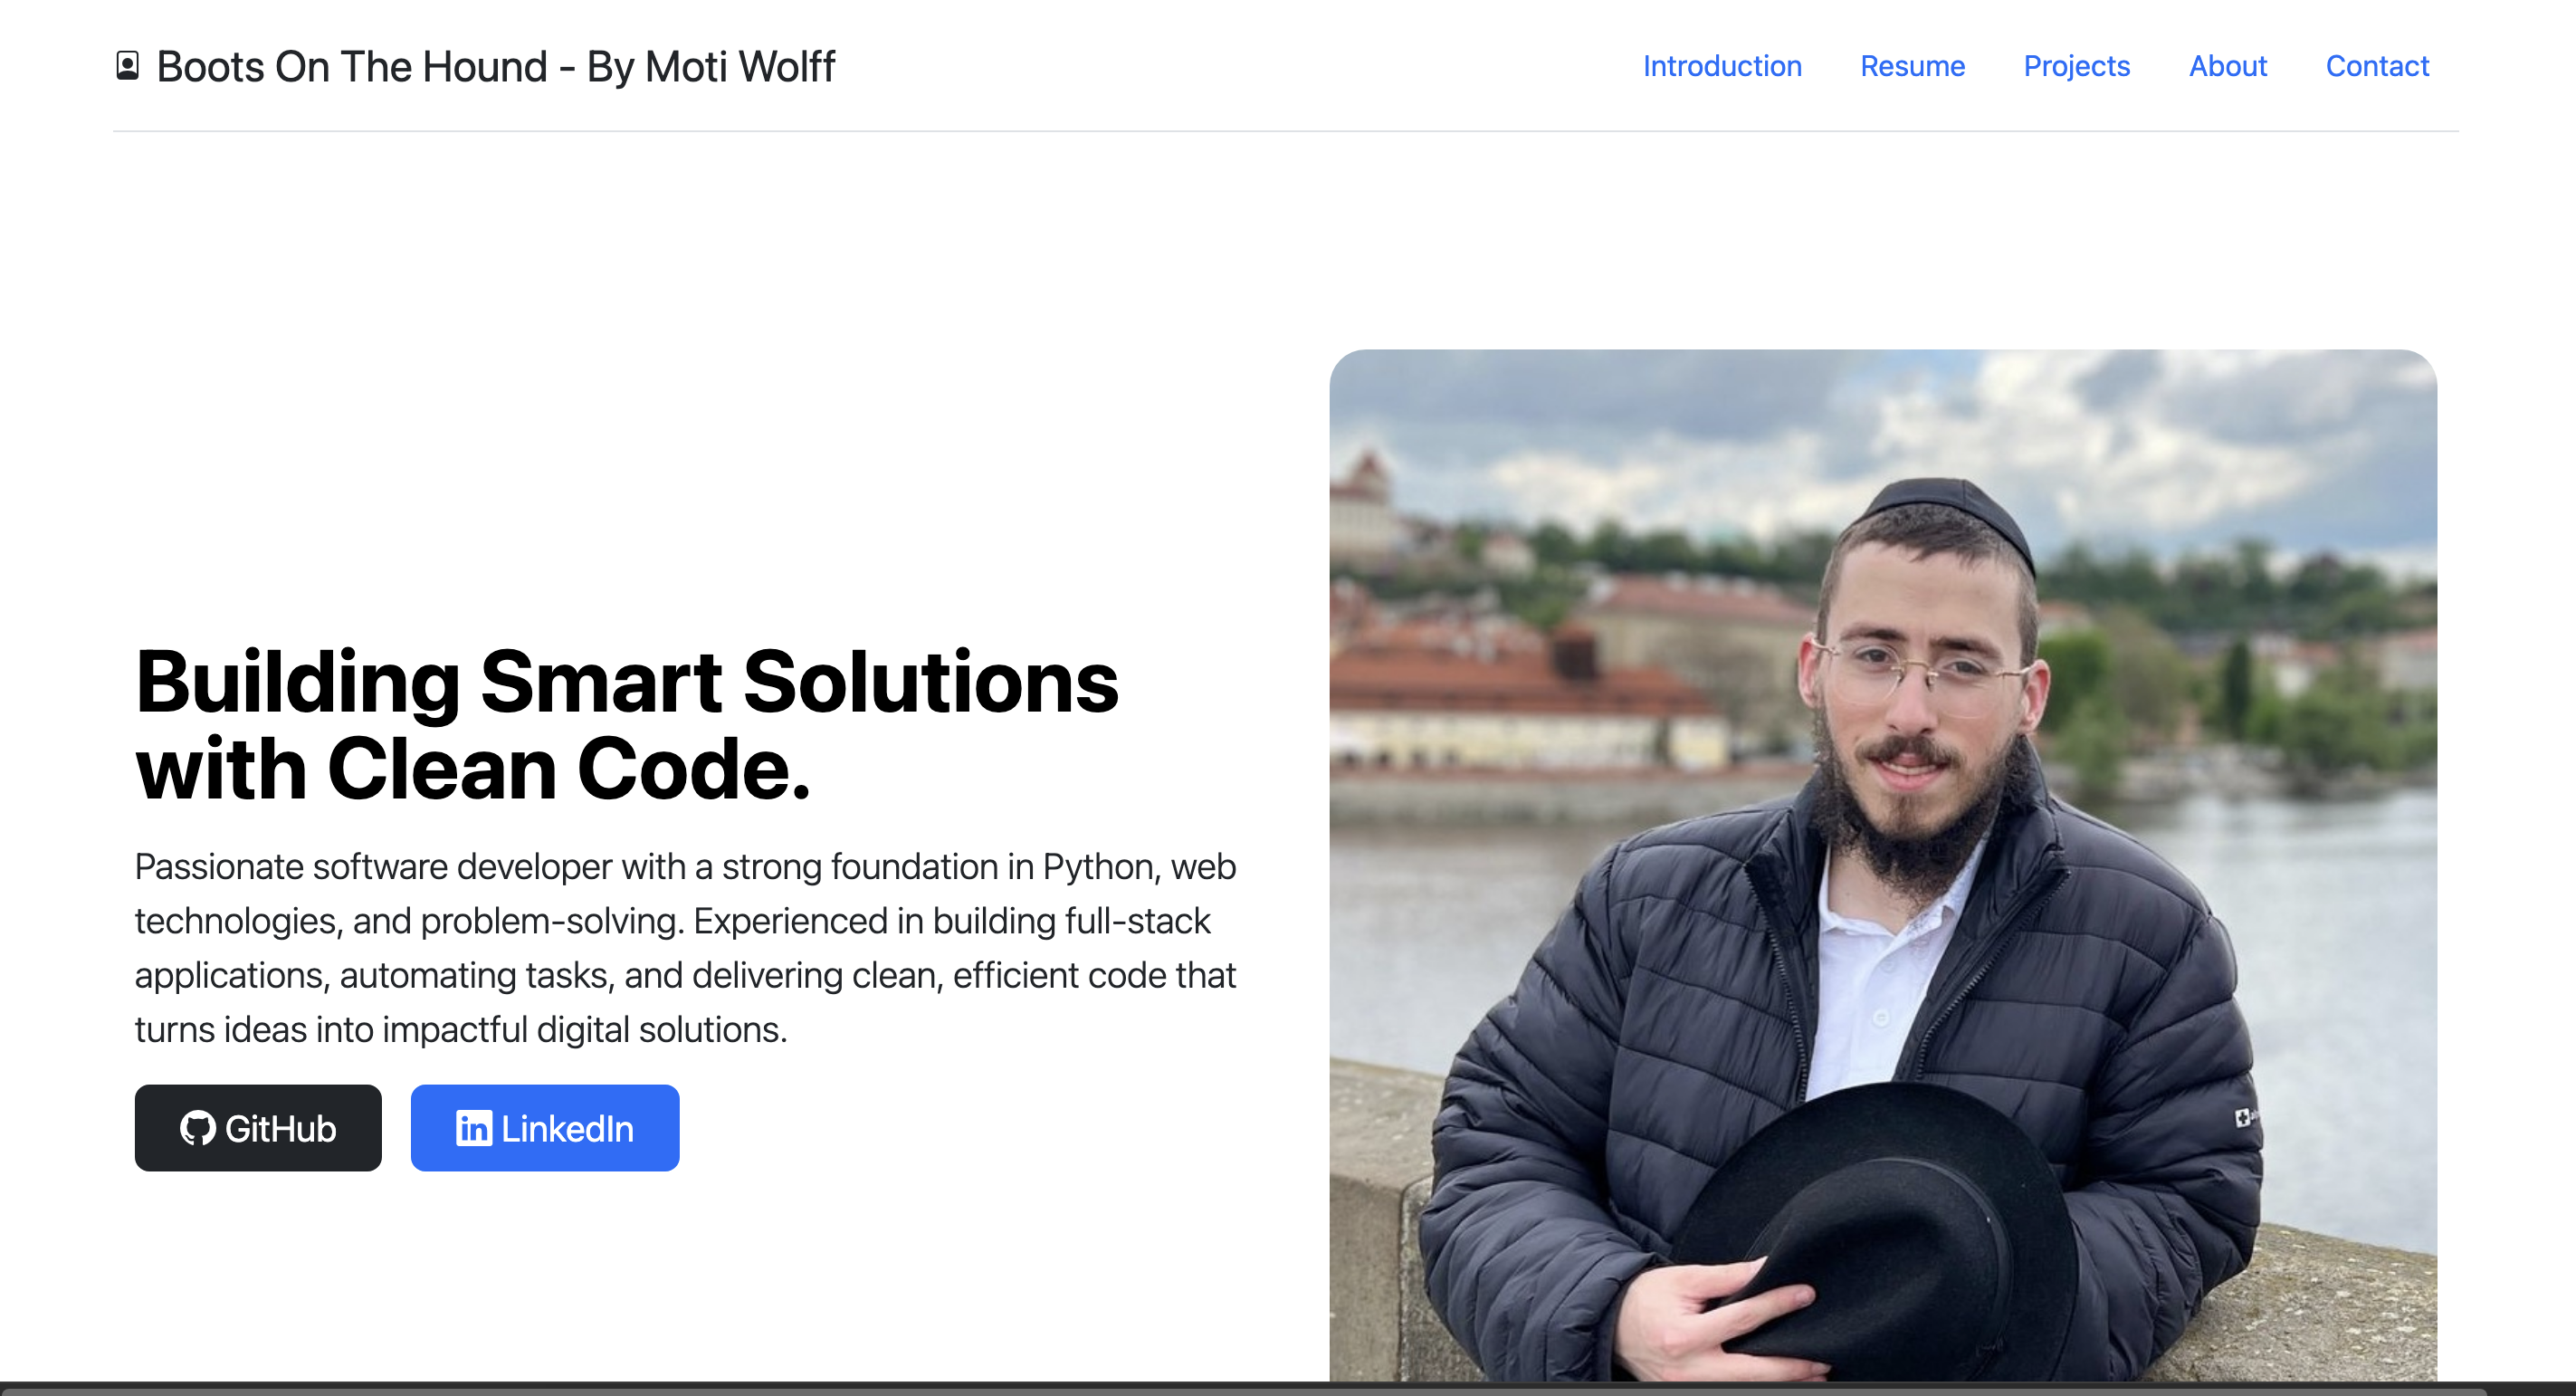 Boots On The Hound - By Moti Wolff
Introduction
Resume
Projects
About
Contact
Building Smart Solutions
with Clean Code.
Passionate software developer with a strong foundation in Python, web
technologies, and problem-solving. Experienced in building full-stack
applications, automating tasks, and delivering clean, efficient code that
turns ideas into impactful digital solutions.
GitHub
in LinkedIn